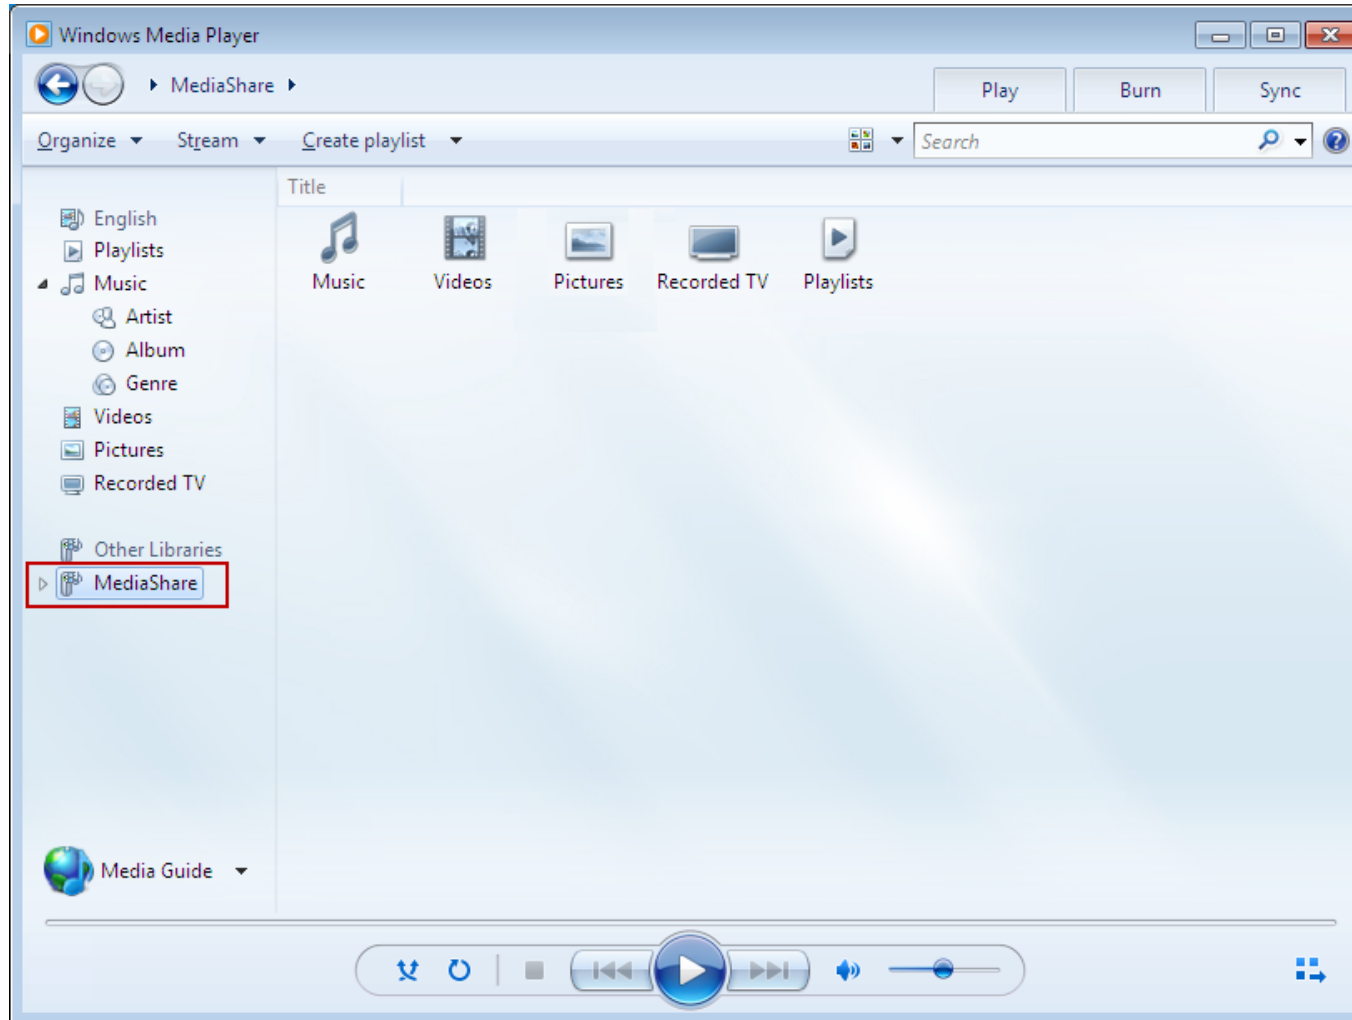 Windows Media Player
MediaShare
Play Burn Sync
Organize Stream Create playlist Search
Title
English
Playlists
Music
Artist
Album
Genre
Videos
Pictures
Recorded TV
Other Libraries
MediaShare
Music Videos Pictures Recorded TV Playlists
Media Guide